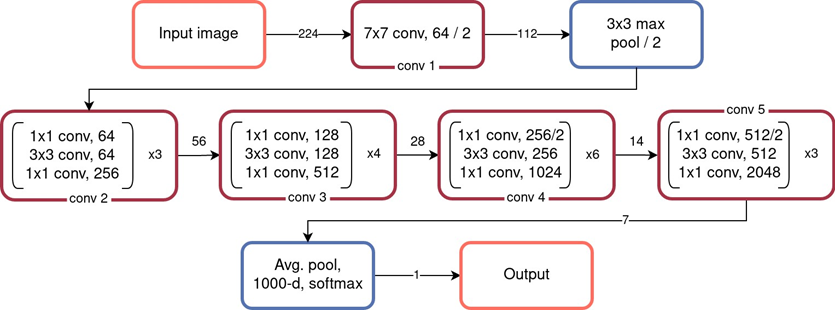 Input image
224
7x7 conv, 64 / 2
conv 1
112
3x3 max
pool / 2
1x1 conv, 64
3x3 conv, 64
1x1 conv, 256
x3
conv 2
56
1x1 conv, 128
3x3 conv, 128
1x1 conv, 512
x4
conv 3
28
1x1 conv, 256/2
3x3 conv, 256
1x1 conv, 1024
x6
conv 4
14
conv 5
1x1 conv, 512/2
3x3 conv, 512
1x1 conv, 2048
x3
7
Avg. pool,
1000-d, softmax
1
Output